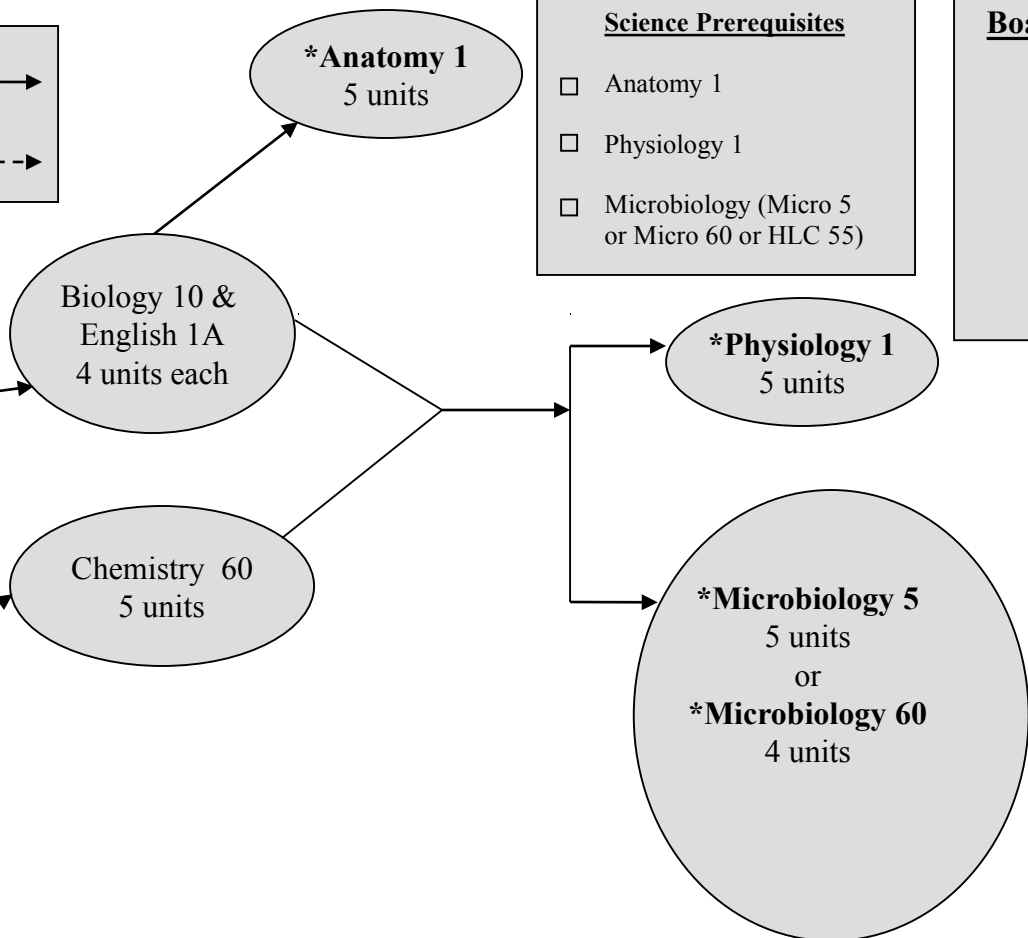 *Anatomy 1
5 units
Science Prerequisites
Anatomy 1
Physiology 1
Microbiology (Micro 5
or Micro 60 or HLC 55)
Biology 10 &
English 1A
4 units each
*Physiology 1
5 units
Chemistry 60
5 units
*Microbiology 5
5 units
or
*Microbiology 60
4 units